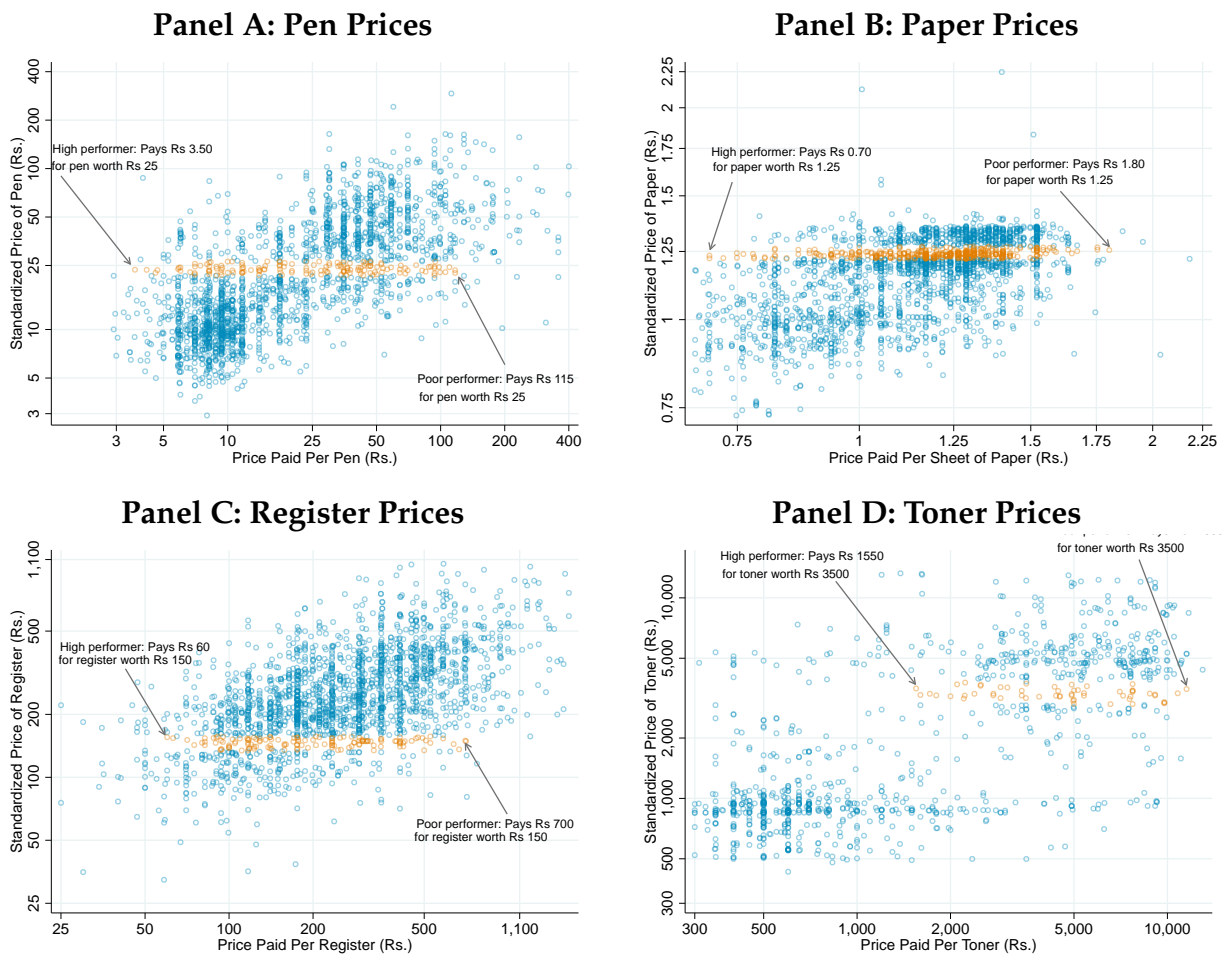 Panel A: Pen Prices
Standardized Price of Pen (Rs.)
400
200
100
50
25
10
5
3
High performer: Pays Rs 3.50
for pen worth Rs 25
Poor performer: Pays Rs 115
for pen worth Rs 25
3 5 10 25 50 100 200 400
Price Paid Per Pen (Rs.)
Panel B: Paper Prices
Standardized Price of Paper (Rs.)
2.25
2
1.75
1.5
1.25
1
0.75
High performer: Pays Rs 0.70
for paper worth Rs 1.25
Poor performer: Pays Rs 1.80
for paper worth Rs 1.25
0.75 1 1.25 1.5 1.75 2 2.25
Price Paid Per Sheet of Paper (Rs.)
Panel C: Register Prices
Standardized Price of Register (Rs.)
1,100
500
200
100
50
25
High performer: Pays Rs 60
for register worth Rs 150
Poor performer: Pays Rs 700
for register worth Rs 150
25 50 100 200 500 1,100
Price Paid Per Register (Rs.)
Panel D: Toner Prices
Standardized Price of Toner (Rs.)
10,000
5,000
2,000
1,000
500
300
High performer: Pays Rs 1550
for toner worth Rs 3500
for toner worth Rs 3500
300 500 1,000 2,000 5,000 10,000
Price Paid Per Toner (Rs.)